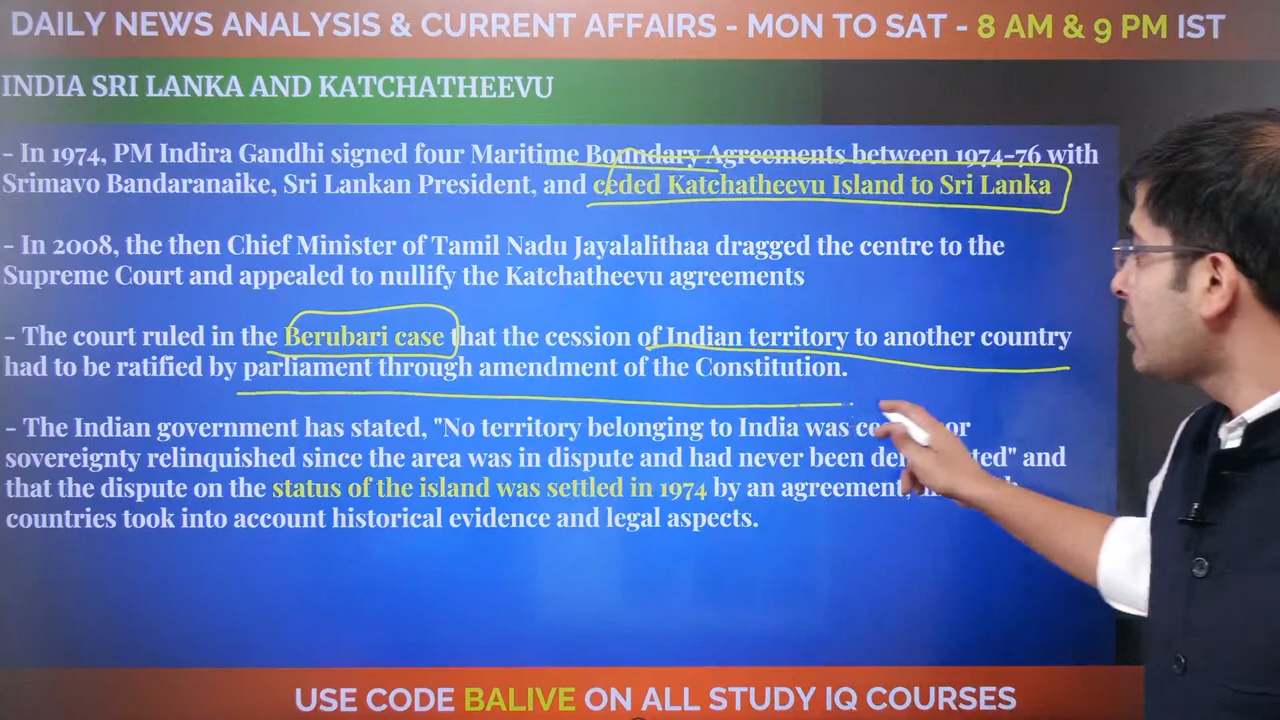 DAILY NEWS ANALYSIS & CURRENT AFFAIRS - MON TO SAT - 8 AM & 9 PM IST
INDIA SRI LANKA AND KATCHATHEEVU
- In 1974, PM Indira Gandhi signed four Maritime Boundary Agreements between 1974-76 with
Srimavo Bandaranaike, Sri Lankan President, and ceded Katchatheevu Island to Sri Lanka
- In 2008, the then Chief Minister of Tamil Nadu Jayalalithaa dragged the centre to the
Supreme Court and appealed to nullify the Katchatheevu agreements
- The court ruled in the Berubari case that the cession of Indian territory to another country
had to be ratified by parliament through amendment of the Constitution.
- The Indian government has stated, "No territory belonging to India was
sovereignty relinquished since the area was in dispute and had never been and
that the dispute on the status of the island was settled in 1974 by an agreement,
countries took into account historical evidence and legal aspects.
USE CODE BALIVE ON ALL STUDY IQ COURSES